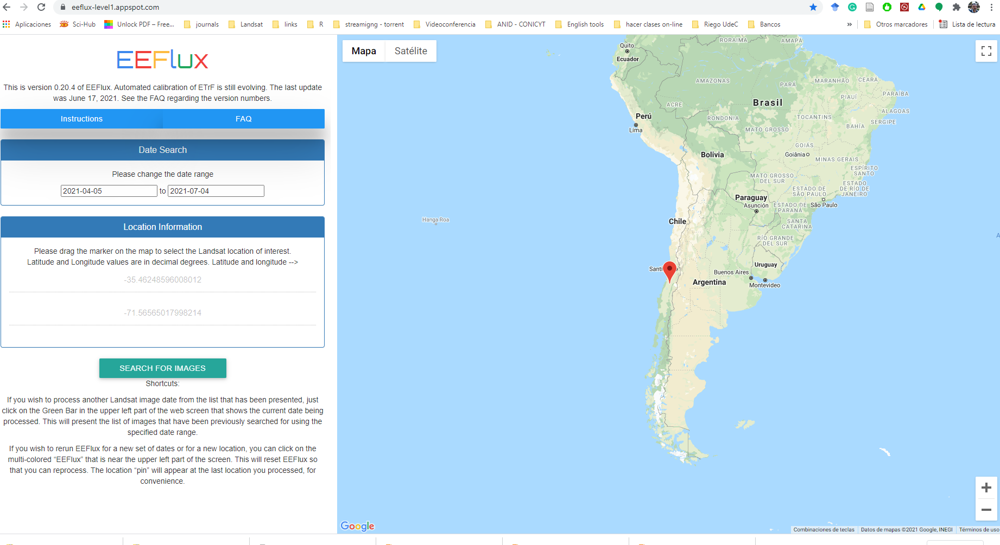 eeflux-level1.appspot.com
Aplicaciones Sci-Hub Unlock PDF – Free... journals Landsat links R streamigng - torrent Videoconferencia ANID - CONICYT English tools hacer clases on-line Riego UdeC Bancos » Otros marcadores Lista de lectura
EEFlux
This is version 0.20.4 of EEFlux. Automated calibration of ETrF is still evolving. The last update
was June 17, 2021. See the FAQ regarding the version numbers.
Instructions FAQ
Date Search
Please change the date range
2021-04-05 to 2021-07-04
Location Information
Please drag the marker on the map to select the Landsat location of interest.
Latitude and Longitude values are in decimal degrees. Latitude and longitude -->
-35.46248596008012
-71.56565017998214
SEARCH FOR IMAGES
Shortcuts:
If you wish to process another Landsat image date from the list that has been presented, just
click on the Green Bar in the upper left part of the web screen that shows the current date being
processed. This will present the list of images that have been previously searched for using the
specified date range.
If you wish to rerun EEFlux for a new set of dates or for a new location, you can click on the
multi-colored “EEFlux” that is near the upper left part of the screen. This will reset EEFlux so
that you can reprocess. The location “pin” will appear at the last location you processed, for
convenience.
Mapa Satélite
RORAIMA
AMAPÁ
Quito
Ecuador
AMAZONAS
PARÁ
MARANHÃO
CEARÁ
PIAUÍ
PARAÍBA
ACRE
Brasil
ALAGOAS
Perú
RONDONIA
TOCANTINS
SERGIPE
Lima
MATO GROSSO
BAHÍA
GOIÁS
Bolivia
Goiânia
MINAS GERAIS
MATO GROSSO
DEL SUR
ESPÍRITO
SANTO
ESTADO DE
SÃO PAULO
ESTADO
DE RÍO DE
JANEIRO
Paraguay
Asunción
ESTADO DE
PARANÁ
São Paulo
Hanga Roa
Chile
SANTA
CATARINA
RÍO GRANDE
DEL SUR
Santi
Buenos Aires
Uruguay
Argentina
Montevideo
Google
Combinaciones de teclas Datos de mapas ©2021 Google, INEGI Términos de uso